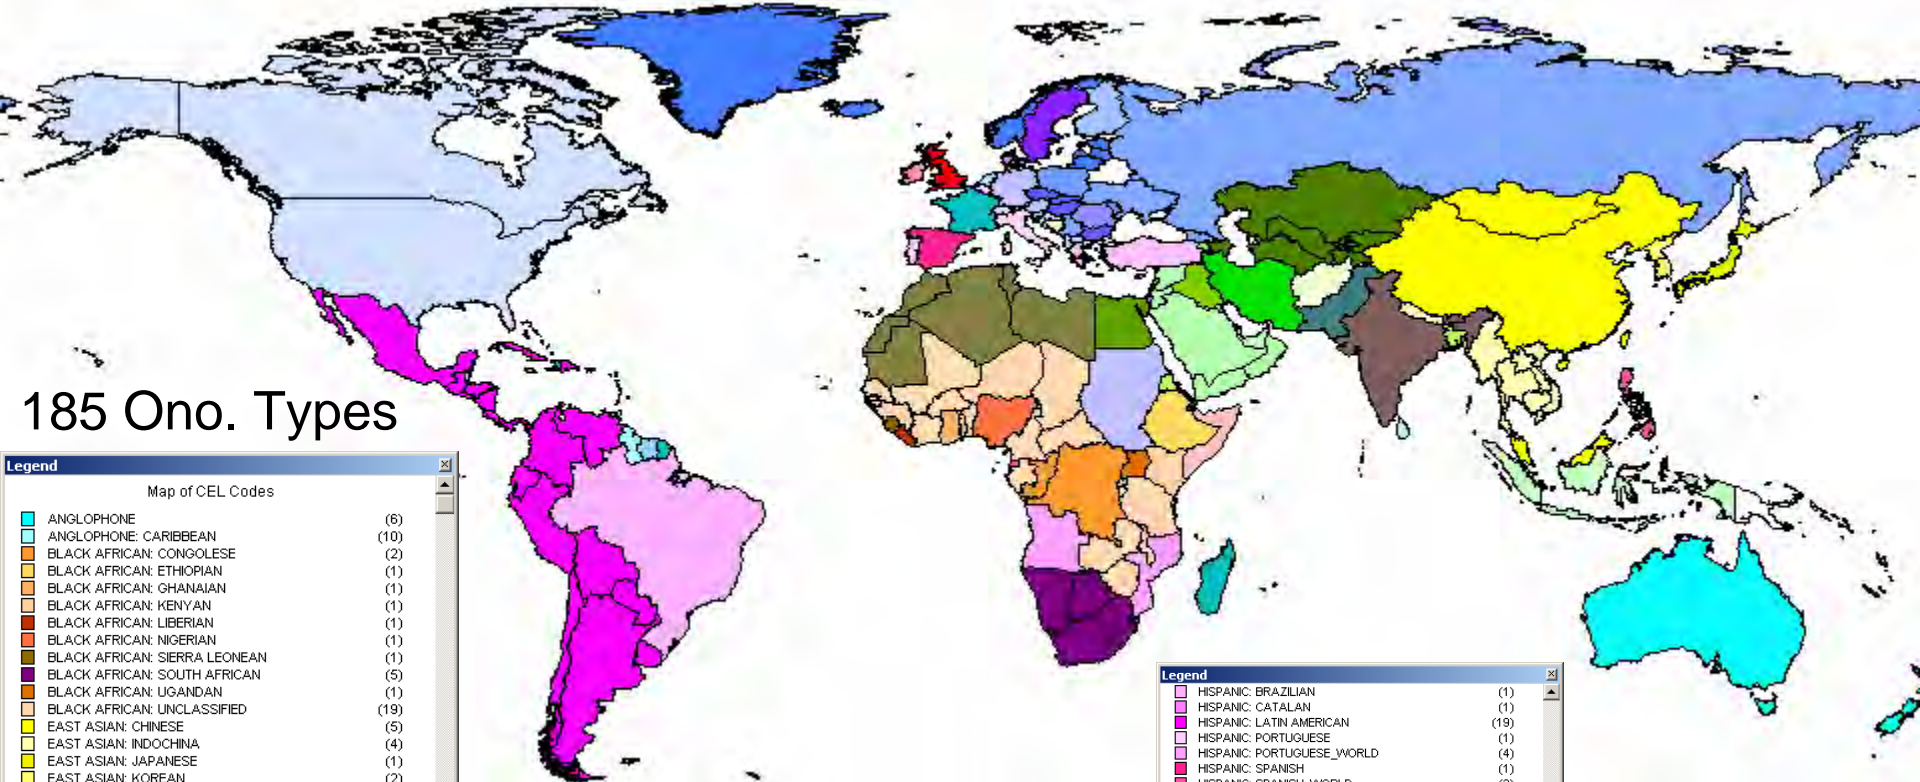 185 Ono. Types
Legend
Map of CEL Codes
ANGLOPHONE (6)
ANGLOPHONE: CARIBBEAN (10)
BLACK AFRICAN: CONGOLESE (2)
BLACK AFRICAN: ETHIOPIAN (1)
BLACK AFRICAN: GHANAIAN (1)
BLACK AFRICAN: KENYAN (1)
BLACK AFRICAN: LIBERIAN (1)
BLACK AFRICAN: NIGERIAN (1)
BLACK AFRICAN: SIERRA LEONEAN (1)
BLACK AFRICAN: SOUTH AFRICAN (5)
BLACK AFRICAN: UGANDAN (1)
BLACK AFRICAN: UNCLASSIFIED (19)
EAST ASIAN: CHINESE (5)
EAST ASIAN: INDOCHINA (4)
EAST ASIAN: JAPANESE (1)
EAST ASIAN: KOREAN (2)
Legend
HISPANIC: BRAZILIAN (1)
HISPANIC: CATALAN (1)
HISPANIC: LATIN AMERICAN (19)
HISPANIC: PORTUGUESE (1)
HISPANIC: PORTUGUESE_WORLD (4)
HISPANIC: SPANISH (1)